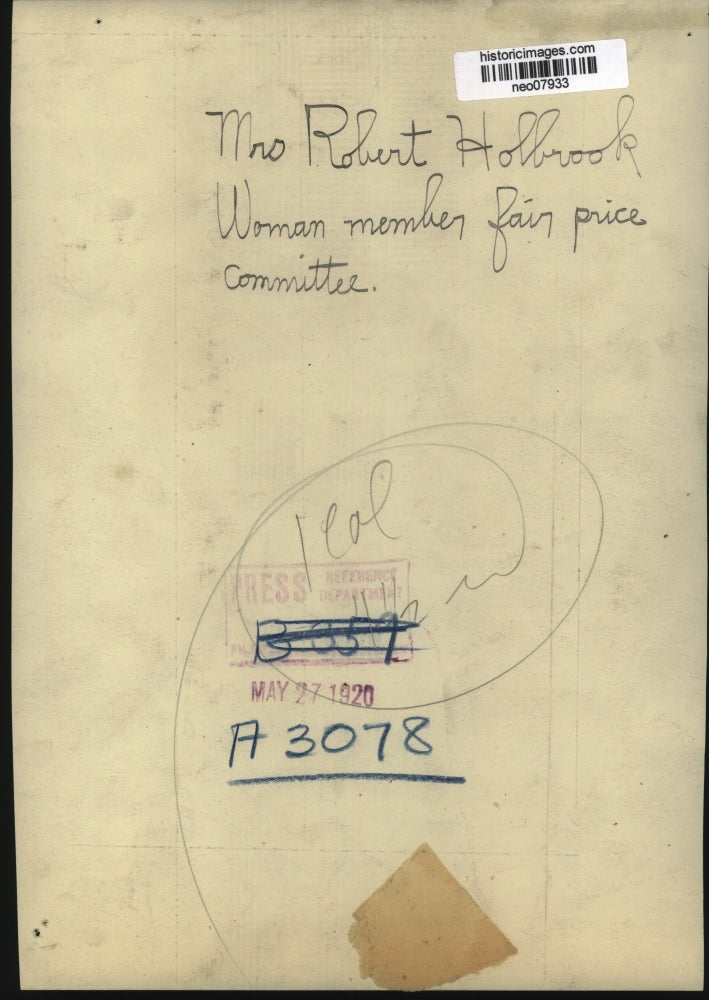 historicimages.com
neo07933
Mrs Robert Holbrook
Woman member fair price
committee.
1 col
PRESS REFERENCE
DEPARTMENT
MAY 27 1920
A 3078